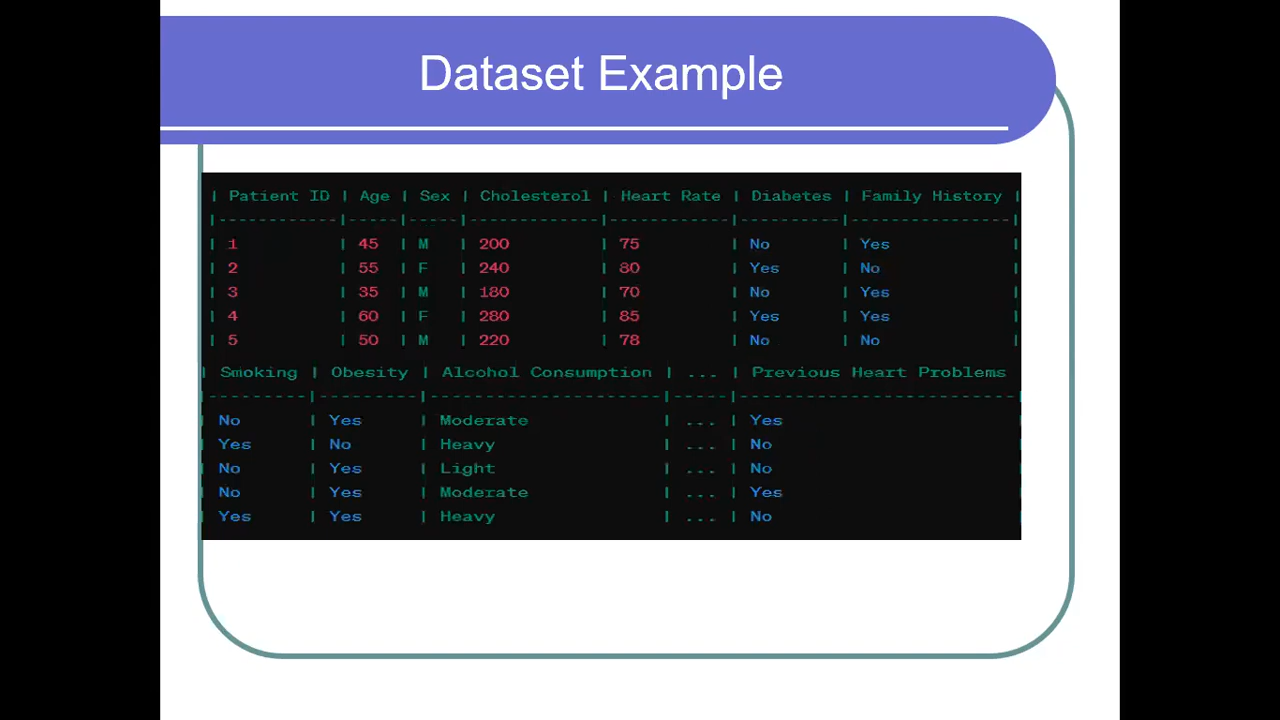 Dataset Example
| Patient ID | Age | Sex | Cholesterol | Heart Rate | Diabetes | Family History |
|------------|-----|-----|-------------|------------|----------|----------------|
| 1 | 45 | M | 200 | 75 | No | Yes |
| 2 | 55 | F | 240 | 80 | Yes | No |
| 3 | 35 | M | 180 | 70 | No | Yes |
| 4 | 60 | F | 280 | 85 | Yes | Yes |
| 5 | 50 | M | 220 | 78 | No | No |
| Smoking | Obesity | Alcohol Consumption | ... | Previous Heart Problems
|---------|---------|---------------------|-----|-------------------------|
| No | Yes | Moderate | ... | Yes
| Yes | No | Heavy | ... | No
| No | Yes | Light | ... | No
| No | Yes | Moderate | ... | Yes
| Yes | Yes | Heavy | ... | No